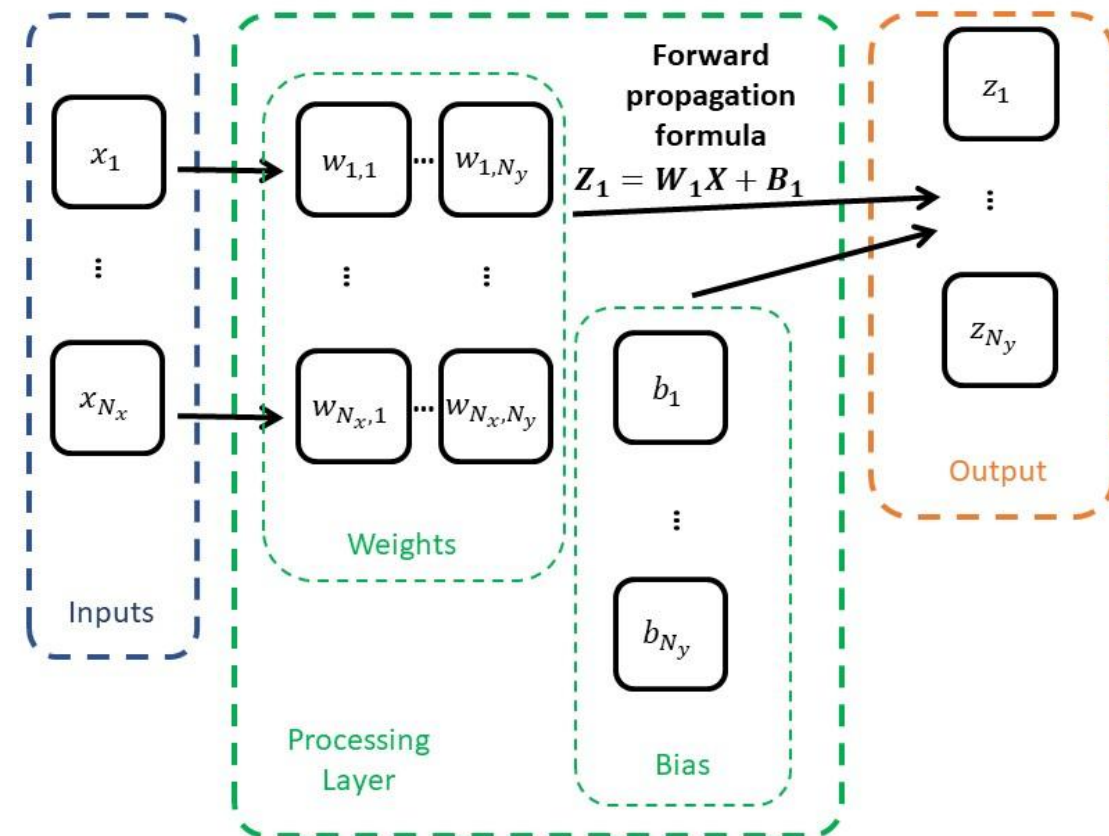 x₁
⋮
x_{N_x}
Inputs
w_{1,1} ... w_{1,N_y}
⋮ ⋮
w_{N_x,1} ... w_{N_x,N_y}
Weights
Processing
Layer
Forward
propagation
formula
Z₁ = W₁X + B₁
b₁
⋮
b_{N_y}
Bias
z₁
⋮
z_{N_y}
Output